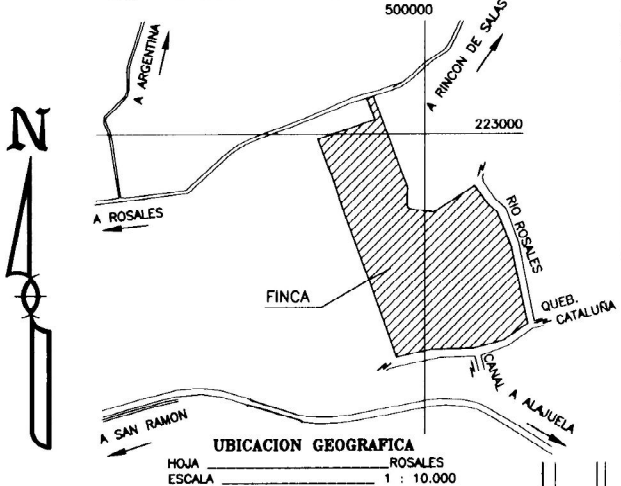 500000
A ARGENTINA
A RINCON DE SALAS
N
223000
A ROSALES
RIO ROSALES
FINCA
QUEB. CATALUÑA
CANAL
A ALAJUELA
A SAN RAMON
UBICACION GEOGRAFICA
HOJA ROSALES
ESCALA 1 : 10.000